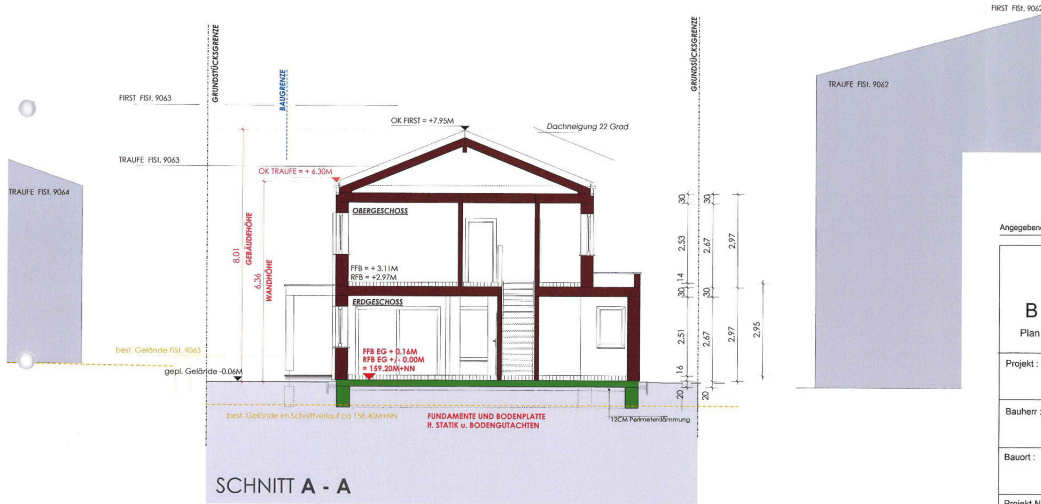 FIRST FlSt. 9062
GRUNDSTÜCKSGRENZE
BAUGRENZE
GRUNDSÜCKSGRENZE
TRAUFE FlSt. 9062
FIRST FlSt. 9063
OK FIRST = +7.95M
Dachneigung 22 Grad
TRAUFE FlSt. 9063
OK TRAUFE = + 6.30M
TRAUFE FlSt. 9064
8,01
GEBÄUDEHÖHE
6,36
WANDHÖHE
OBERGESCHOSS
FFB = + 3.11M
RFB = +2.97M
ERDGESCHOSS
FFB EG + 0.16M
RFB EG +/- 0.00M
= 159.20M+NN
30
2.53
14
30
2.51
16
20
30
2.67
30
2.67
20
2.97
2.97
2.95
best. Gelände FlSt. 9063
gepl. Gelände -0.06M
best. Gelände im Schnittverlauf ca 158.40M+NN
FUNDAMENTE UND BODENPLATTE
lt. STATIK u. BODENGUTACHTEN
12CM Perimeterdämmung
SCHNITT A - A
Angegebene
B
Plan
Projekt :
Bauherr :
Bauort :
Projekt N